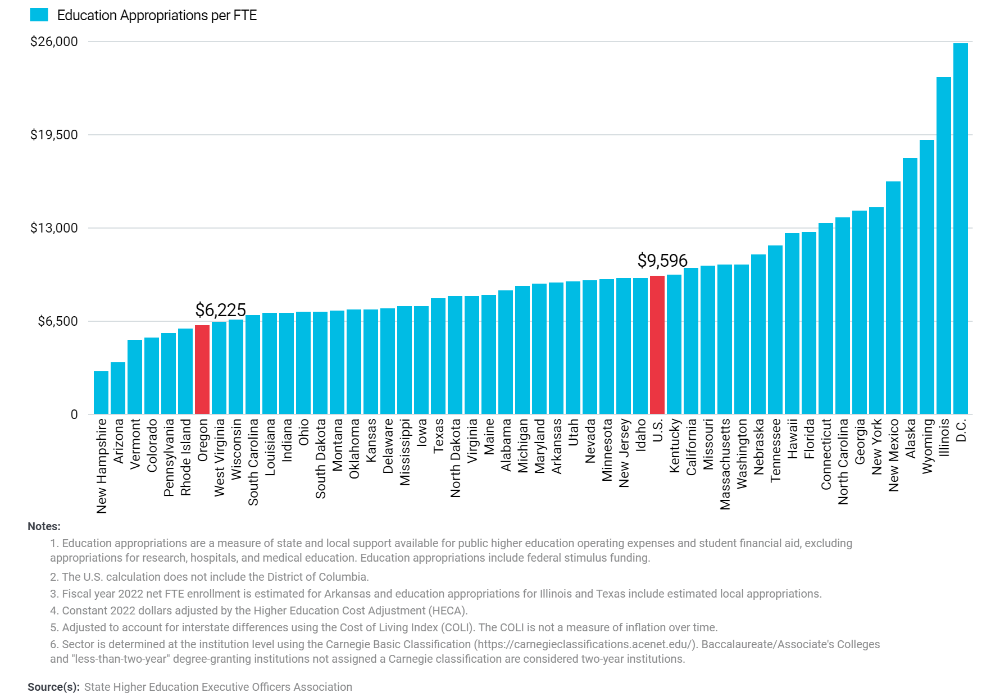 Education Appropriations per FTE
$26,000
$19,500
$13,000
$6,500
0
$6,225
$9,596
New Hampshire
Arizona
Vermont
Colorado
Pennsylvania
Rhode Island
Oregon
West Virginia
Wisconsin
South Carolina
Louisiana
Indiana
Ohio
South Dakota
Montana
Oklahoma
Kansas
Delaware
Mississippi
Iowa
Texas
North Dakota
Virginia
Maine
Alabama
Michigan
Maryland
Arkansas
Utah
Nevada
Minnesota
New Jersey
Idaho
U.S.
Kentucky
California
Missouri
Massachusetts
Washington
Nebraska
Tennessee
Hawaii
Florida
Connecticut
North Carolina
Georgia
New York
New Mexico
Alaska
Wyoming
Illinois
D.C.
Notes:
1. Education appropriations are a measure of state and local support available for public higher education operating expenses and student financial aid, excluding
appropriations for research, hospitals, and medical education. Education appropriations include federal stimulus funding.
2. The U.S. calculation does not include the District of Columbia.
3. Fiscal year 2022 net FTE enrollment is estimated for Arkansas and education appropriations for Illinois and Texas include estimated local appropriations.
4. Constant 2022 dollars adjusted by the Higher Education Cost Adjustment (HECA).
5. Adjusted to account for interstate differences using the Cost of Living Index (COLI). The COLI is not a measure of inflation over time.
6. Sector is determined at the institution level using the Carnegie Basic Classification (https://carnegieclassifications.acenet.edu/). Baccalaureate/Associate's Colleges
and "less-than-two-year" degree-granting institutions not assigned a Carnegie classification are considered two-year institutions.
Source(s): State Higher Education Executive Officers Association